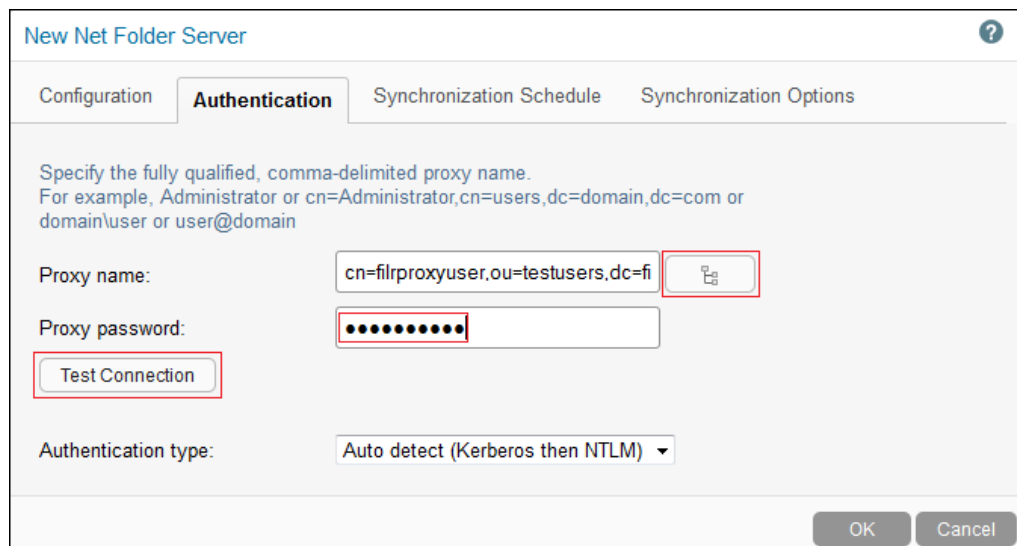 New Net Folder Server
?
Configuration Authentication Synchronization Schedule Synchronization Options
Specify the fully qualified, comma-delimited proxy name.
For example, Administrator or cn=Administrator,cn=users,dc=domain,dc=com or
domain\user or user@domain
Proxy name: cn=filrproxyuser,ou=testusers,dc=fi
Proxy password: ●●●●●●●●●●
Test Connection
Authentication type: Auto detect (Kerberos then NTLM)
OK Cancel